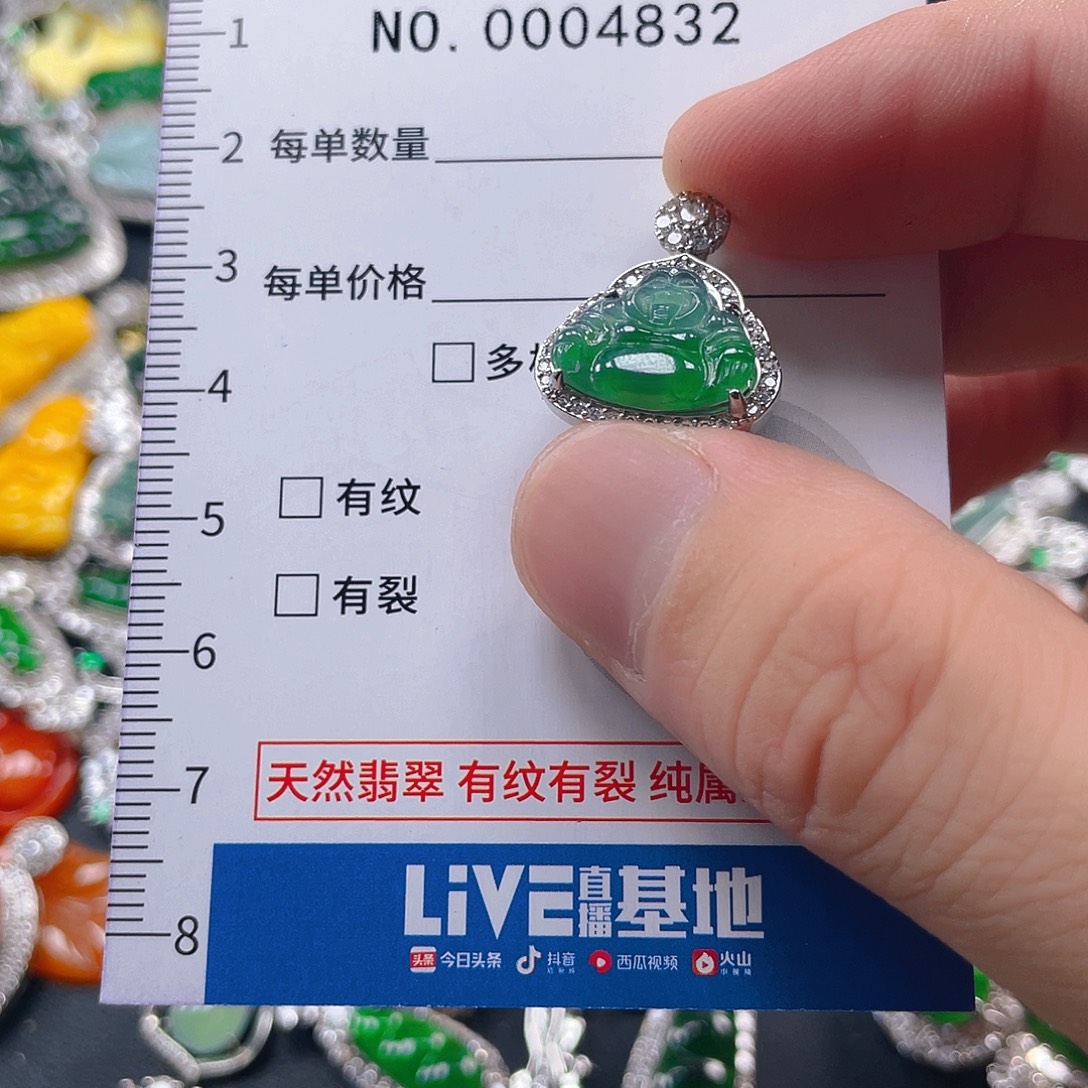 1
NO. 0004832
2
每单数量
3
每单价格
多
4
有纹
5
有裂
6
天然翡翠 有纹有裂 纯属
7
LiVE直播基地
8
头条 今日头条 抖音 西瓜视频 火山